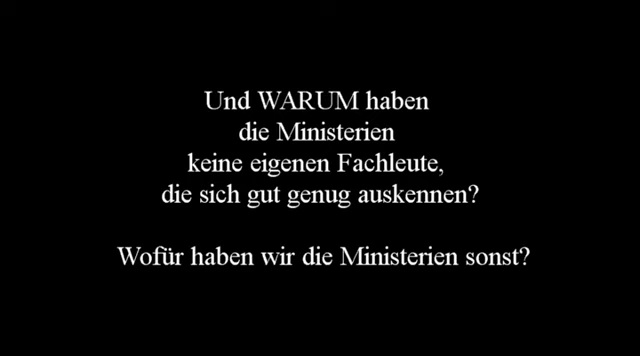 Und WARUM haben
die Ministerien
keine eigenen Fachleute,
die sich gut genug auskennen?
Wofür haben wir die Ministerien sonst?